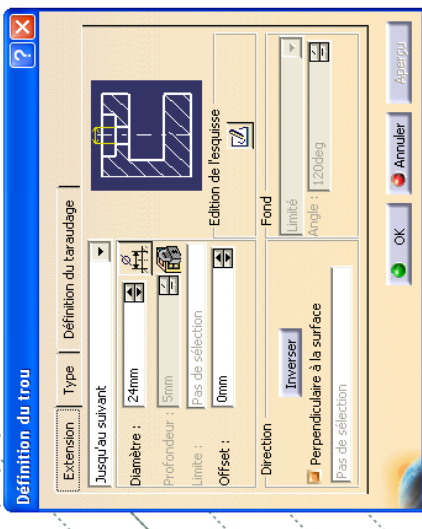 Définition du trou
Extension Type Définition du taraudage
Jusqu'au suivant
Diamètre : 24mm
Profondeur : 5mm
Limite : Pas de sélection
Offset : 0mm
Edition de l'esquisse
Direction
Inverser
Perpendiculaire à la surface
Pas de sélection
Fond
Limité
Angle : 120deg
OK Annuler Aperçu